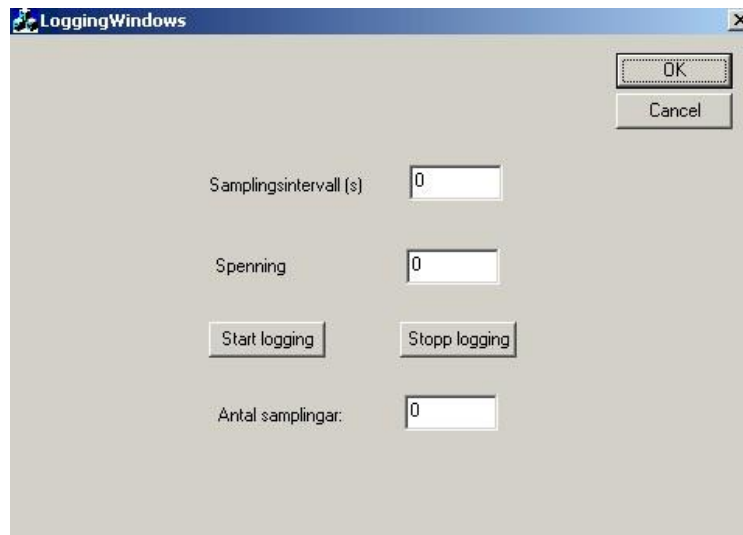 LoggingWindows
OK
Cancel
Samplingsintervall (s) 0
Spenning 0
Start logging Stopp logging
Antal samplingar: 0